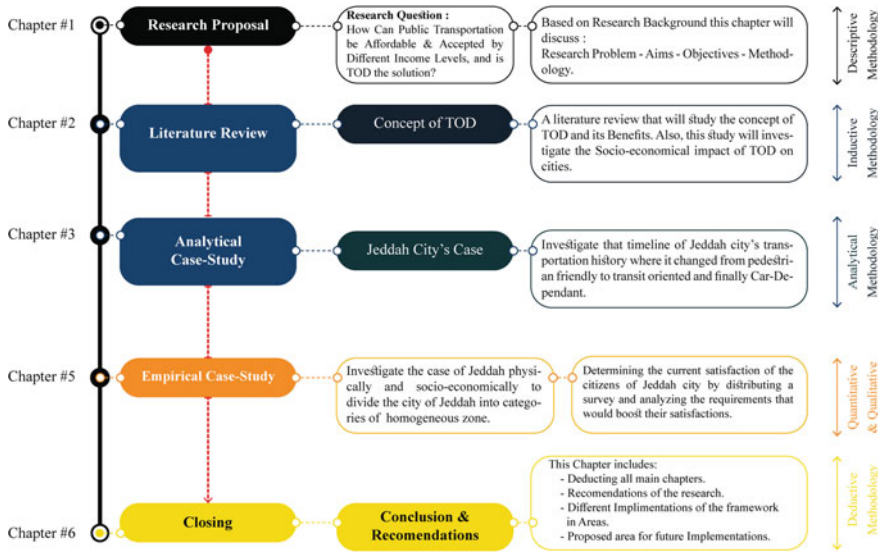 Chapter #1
Research Proposal
Research Question :
How Can Public Transportation
be Affordable & Accepted by
Different Income Levels, and is
TOD the solution?
Based on Research Background this chapter will
discuss :
Research Problem - Aims - Objectives - Method-
ology.
Descriptive
Methodology
Chapter #2
Literature Review
Concept of TOD
A literature review that will study the concept of
TOD and its Benefits. Also, this study will inves-
tigate the Socio-economical impact of TOD on
cities.
Inductive
Methodology
Chapter #3
Analytical
Case-Study
Jeddah City's Case
Investigate that timeline of Jeddah city's trans-
portation history where it changed from pedestri-
an friendly to transit oriented and finally Car-De-
pendant.
Analytical
Methodology
Chapter #5
Empirical Case-Study
Investigate the case of Jeddah physi-
cally and socio-economically to
divide the city of Jeddah into catego-
ries of homogeneous zone.
Determining the current satisfaction of the
citizens of Jeddah city by distributing a
survey and analyzing the requirements that
would boost their satisfactions.
Quantitative
& Qualitative
Chapter #6
Closing
Conclusion &
Recomendations
This Chapter includes:
- Deducting all main chapters.
- Recomendations of the research.
- Different Implimentations of the framework
in Areas.
- Proposed area for future Implementations.
Deductive
Methodology